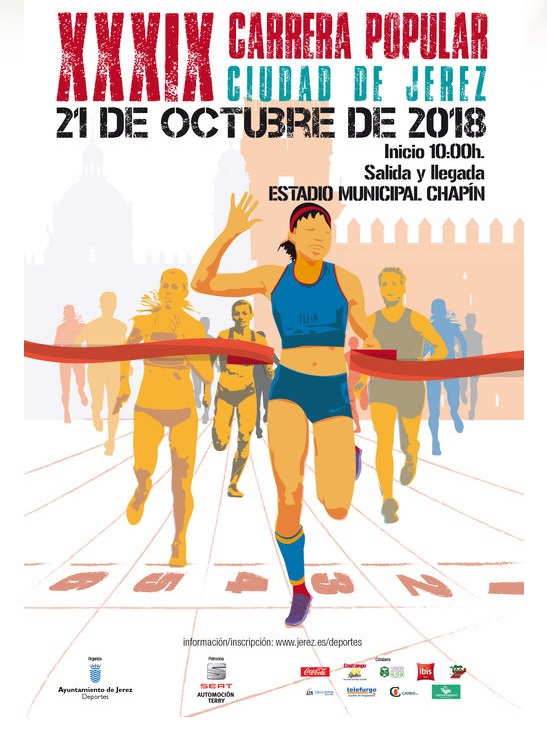 XXXIX
CARRERA POPULAR
CIUDAD DE JEREZ
21 DE OCTUBRE DE 2018
Inicio 10:00h.
Salida y llegada
ESTADIO MUNICIPAL CHAPÍN
6 5 4 3 2 1
información/inscripción: www.jerez.es/deportes
Organiza
Ayuntamiento de Jerez
Deportes
Patrocina
SEAT
AUTOMOCIÓN
TERRY
Colabora
Coca-Cola
ibis
telefurgo